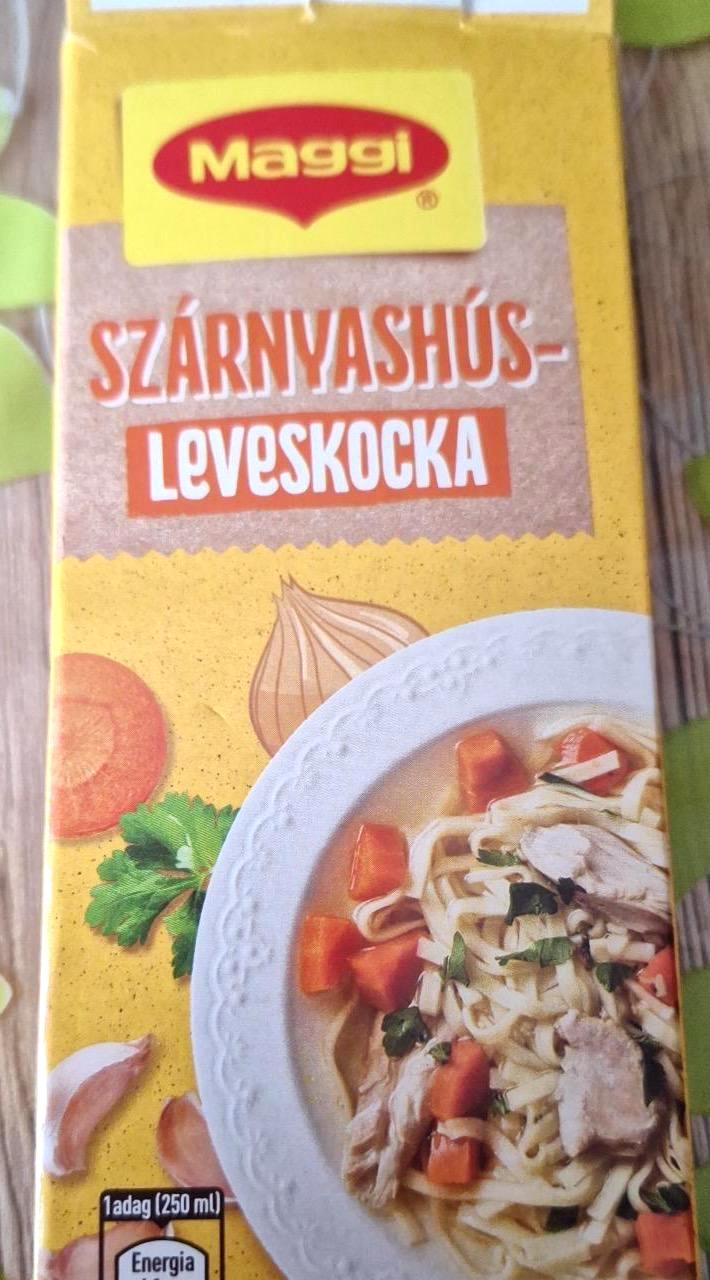 Maggi
®
SZÁRNYASHÚS-
LEVESKOCKA
1 adag (250 ml)
Energia